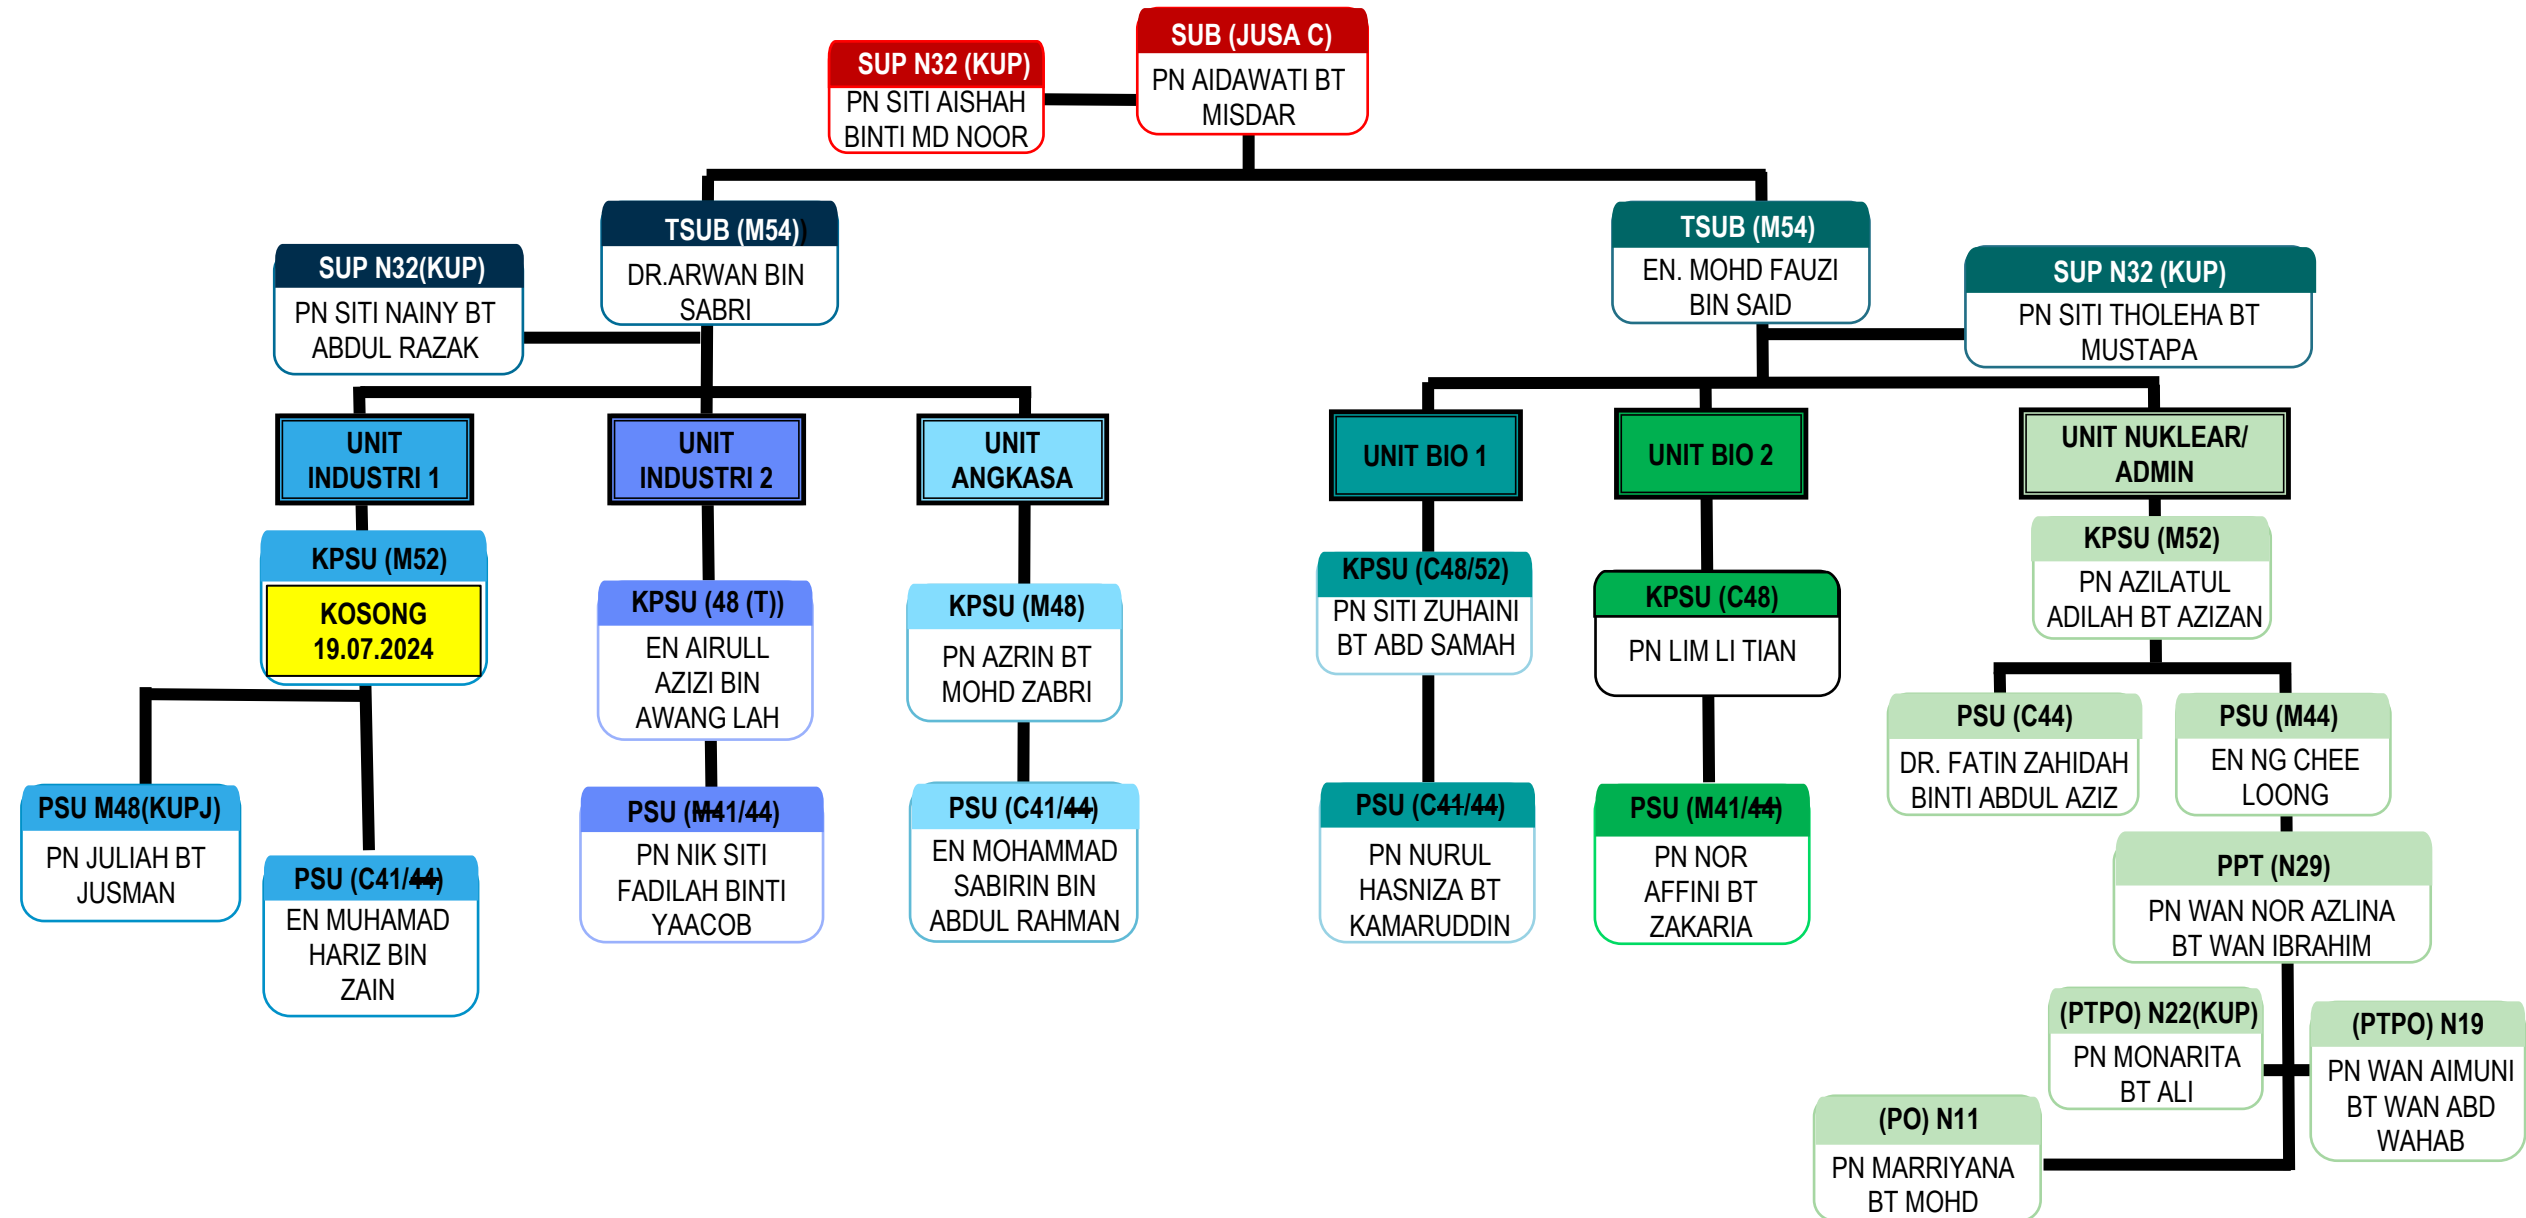 SUB (JUSA C)
PN AIDAWATI BT
MISDAR
SUP N32 (KUP)
PN SITI AISHAH
BINTI MD NOOR
TSUB (M54))
DR.ARWAN BIN
SABRI
SUP N32(KUP)
PN SITI NAINY BT
ABDUL RAZAK
TSUB (M54)
EN. MOHD FAUZI
BIN SAID
SUP N32 (KUP)
PN SITI THOLEHA BT
MUSTAPA
UNIT
INDUSTRI 1
UNIT
INDUSTRI 2
UNIT
ANGKASA
UNIT BIO 1
UNIT BIO 2
UNIT NUKLEAR/
ADMIN
KPSU (M52)
KOSONG
19.07.2024
KPSU (48 (T))
EN AIRULL
AZIZI BIN
AWANG LAH
KPSU (M48)
PN AZRIN BT
MOHD ZABRI
KPSU (C48/52)
PN SITI ZUHAINI
BT ABD SAMAH
KPSU (C48)
PN LIM LI TIAN
KPSU (M52)
PN AZILATUL
ADILAH BT AZIZAN
PSU (C44)
DR. FATIN ZAHIDAH
BINTI ABDUL AZIZ
PSU (M44)
EN NG CHEE
LOONG
PSU M48(KUPJ)
PN JULIAH BT
JUSMAN
PSU (C41/44)
EN MUHAMAD
HARIZ BIN
ZAIN
PSU (M41/44)
PN NIK SITI
FADILAH BINTI
YAACOB
PSU (C41/44)
EN MOHAMMAD
SABIRIN BIN
ABDUL RAHMAN
PSU (C41/44)
PN NURUL
HASNIZA BT
KAMARUDDIN
PSU (M41/44)
PN NOR
AFFINI BT
ZAKARIA
PPT (N29)
PN WAN NOR AZLINA
BT WAN IBRAHIM
(PTPO) N22(KUP)
PN MONARITA
BT ALI
(PTPO) N19
PN WAN AIMUNI
BT WAN ABD
WAHAB
(PO) N11
PN MARRIYANA
BT MOHD